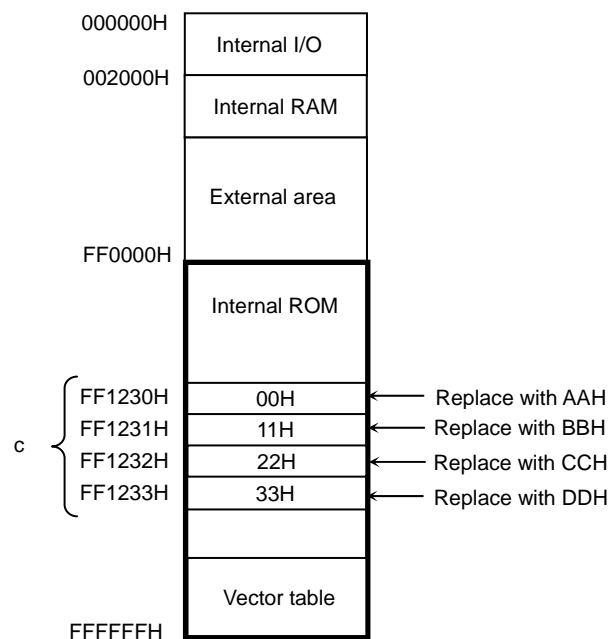 000000H
Internal I/O
002000H
Internal RAM
External area
FF0000H
Internal ROM
FF1230H 00H Replace with AAH
FF1231H 11H Replace with BBH
c
FF1232H 22H Replace with CCH
FF1233H 33H Replace with DDH
Vector table
FFFFFFH